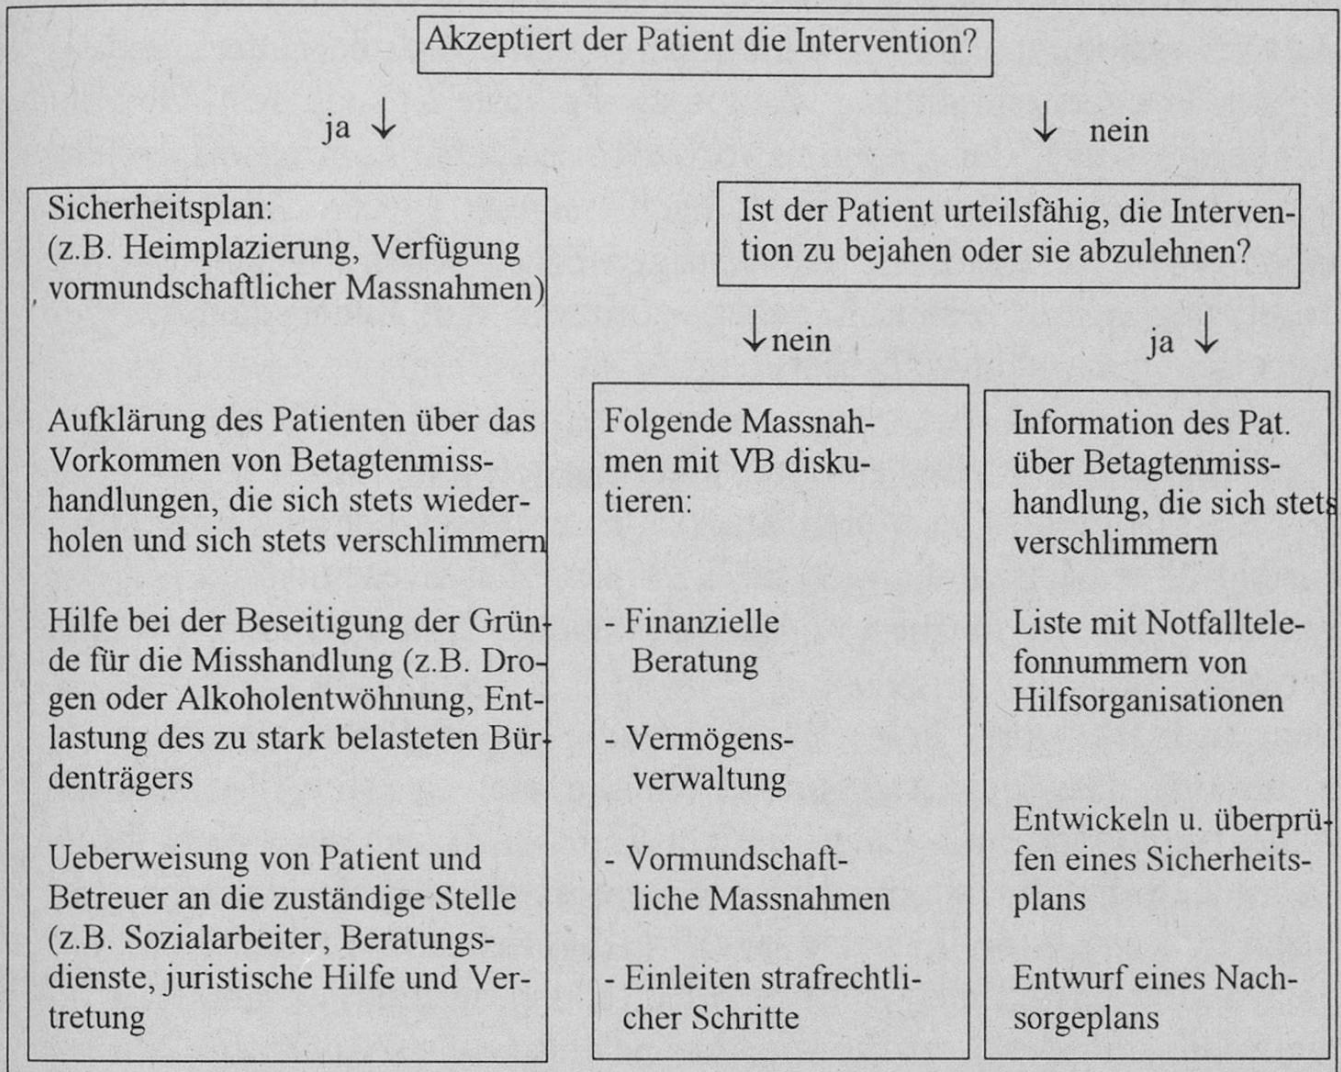 Akzeptiert der Patient die Intervention?
ja ↓
↓ nein
Sicherheitsplan:
(z.B. Heimplazierung, Verfügung
vormundschaftlicher Massnahmen)
Aufklärung des Patienten über das
Vorkommen von Betagtenmiss-
handlungen, die sich stets wieder-
holen und sich stets verschlimmern
Hilfe bei der Beseitigung der Grün-
de für die Misshandlung (z.B. Dro-
gen oder Alkoholentwöhnung, Ent-
lastung des zu stark belasteten Bür-
denträgers
Ueberweisung von Patient und
Betreuer an die zuständige Stelle
(z.B. Sozialarbeiter, Beratungs-
dienste, juristische Hilfe und Ver-
tretung
Ist der Patient urteilsfähig, die Interven-
tion zu bejahen oder sie abzulehnen?
↓ nein
ja ↓
Folgende Massnah-
men mit VB disku-
tieren:
- Finanzielle
Beratung
- Vermögens-
verwaltung
- Vormundschaft-
liche Massnahmen
- Einleiten strafrechtli-
cher Schritte
Information des Pat.
über Betagtenmiss-
handlung, die sich stets
verschlimmern
Liste mit Notfalltele-
fonnummern von
Hilfsorganisationen
Entwickeln u. überprü-
fen eines Sicherheits-
plans
Entwurf eines Nach-
sorgeplans